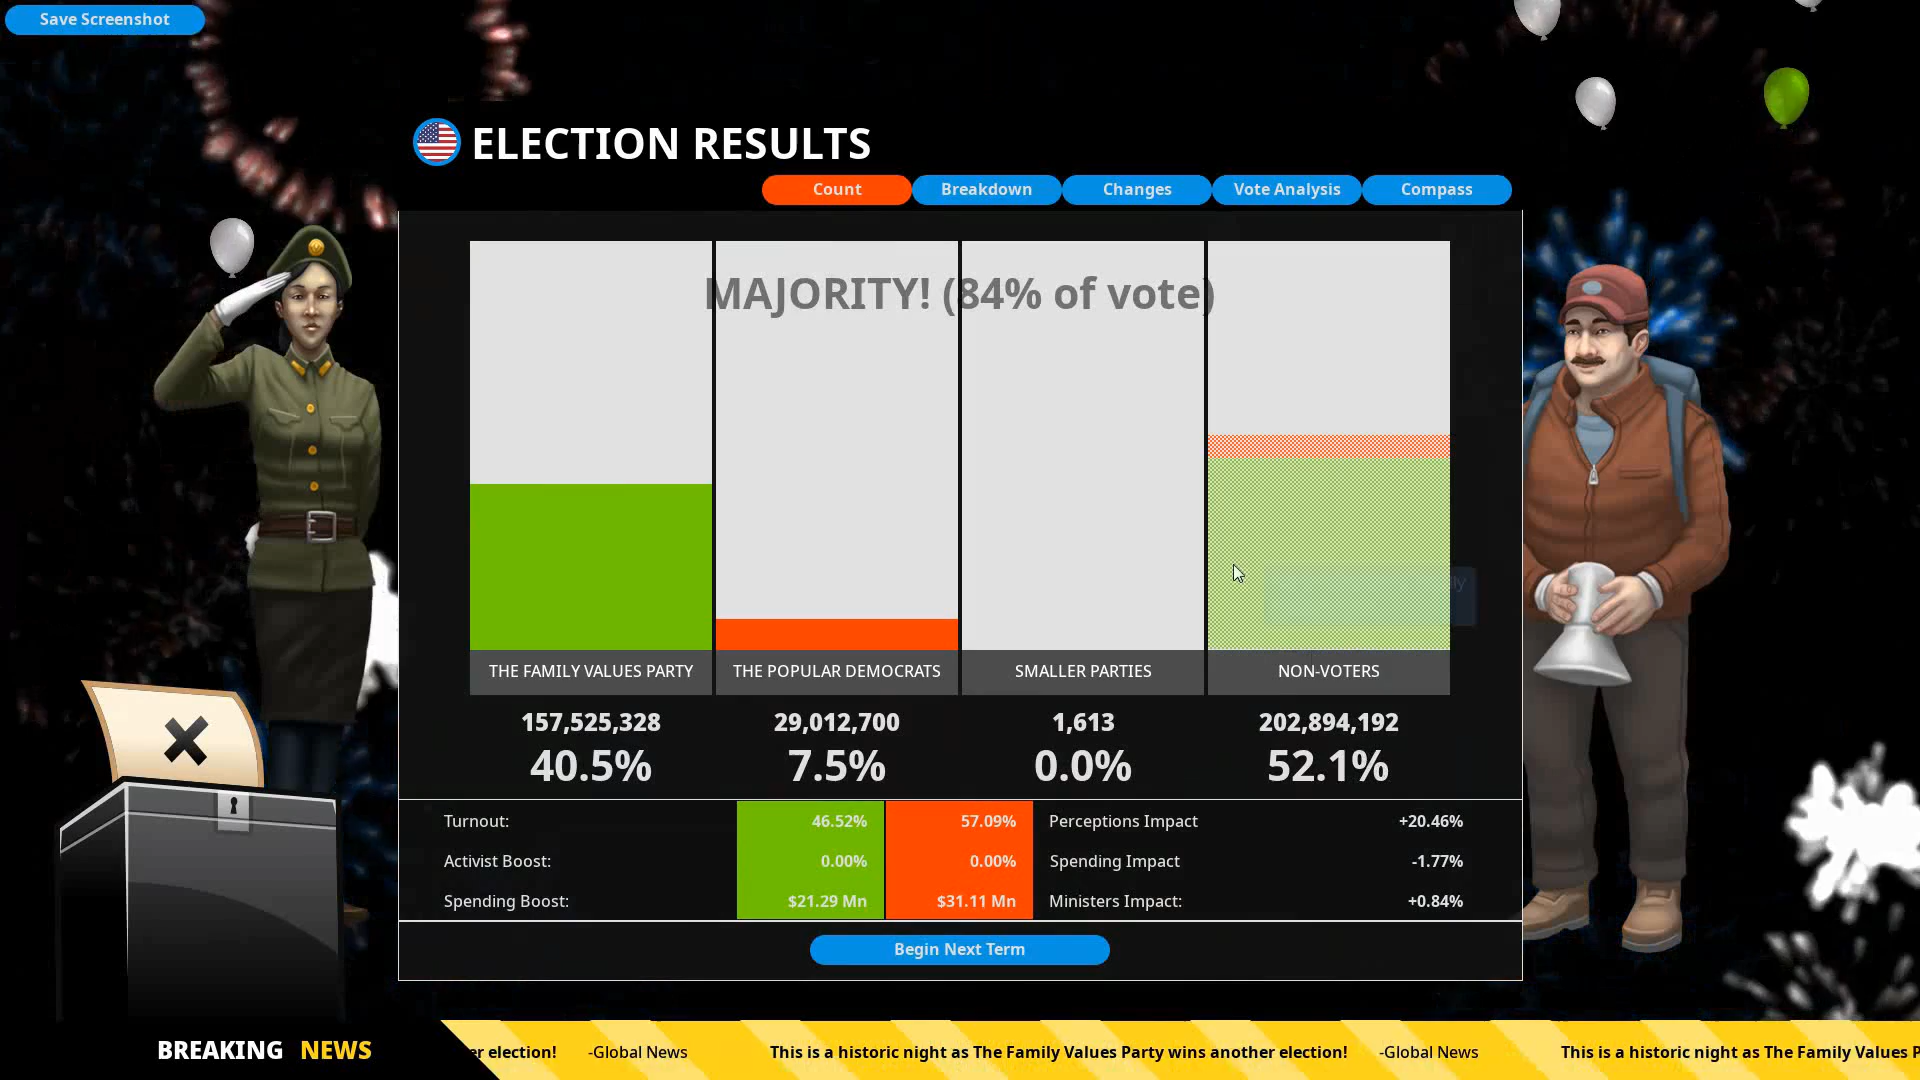 Save Screenshot
ELECTION RESULTS
Count Breakdown Changes Vote Analysis Compass
MAJORITY! (84% of vote)
THE FAMILY VALUES PARTY THE POPULAR DEMOCRATS SMALLER PARTIES NON-VOTERS
157,525,328 29,012,700 1,613 202,894,192
40.5% 7.5% 0.0% 52.1%
Turnout: 46.52% 57.09% Perceptions Impact +20.46%
Activist Boost: 0.00% 0.00% Spending Impact -1.77%
Spending Boost: $21.29 Mn $31.11 Mn Ministers Impact: +0.84%
Begin Next Term
BREAKING NEWS election! -Global News This is a historic night as The Family Values Party wins another election! -Global News This is a historic night as The Family Values